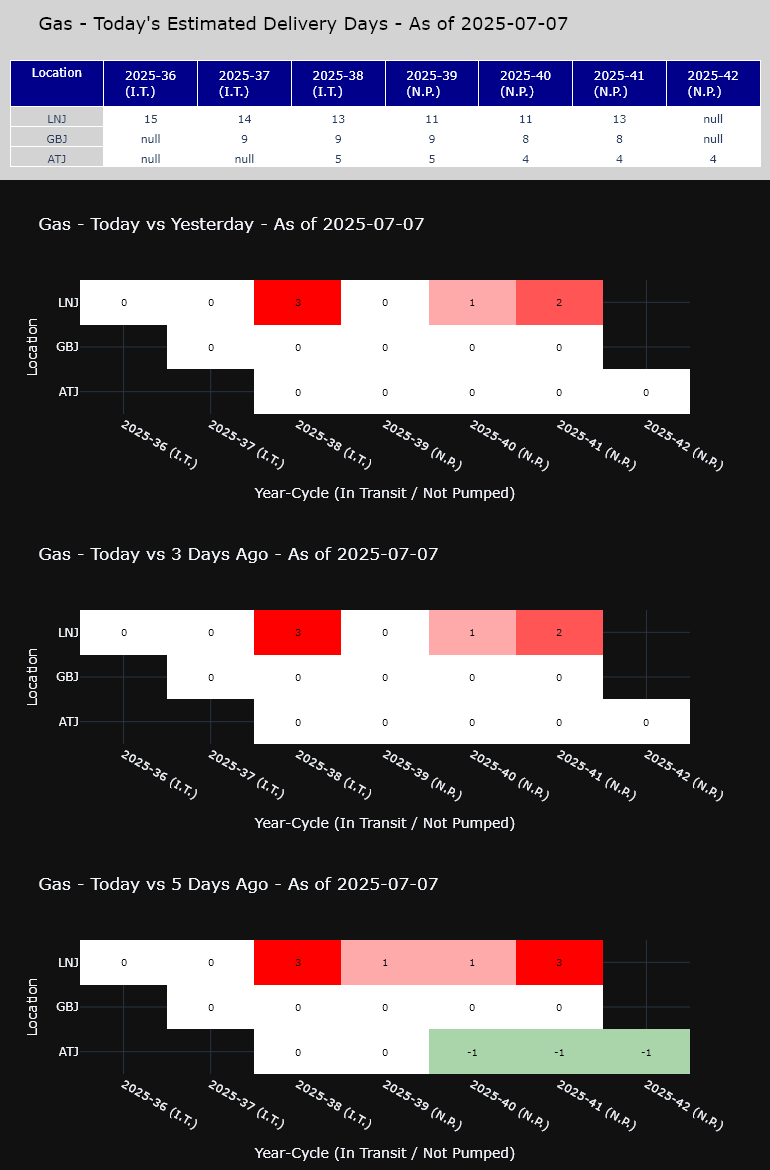 Gas - Today's Estimated Delivery Days - As of 2025-07-07
Location 2025-36 (I.T.) 2025-37 (I.T.) 2025-38 (I.T.) 2025-39 (N.P.) 2025-40 (N.P.) 2025-41 (N.P.) 2025-42 (N.P.)
LNJ 15 14 13 11 11 13 null
GBJ null 9 9 9 8 8 null
ATJ null null 5 5 4 4 4
Gas - Today vs Yesterday - As of 2025-07-07
Location
LNJ 0 0 3 0 1 2
GBJ 0 0 0 0 0
ATJ 0 0 0 0 0
2025-36 (I.T.) 2025-37 (I.T.) 2025-38 (I.T.) 2025-39 (N.P.) 2025-40 (N.P.) 2025-41 (N.P.) 2025-42 (N.P.)
Year-Cycle (In Transit / Not Pumped)
Gas - Today vs 3 Days Ago - As of 2025-07-07
Location
LNJ 0 0 3 0 1 2
GBJ 0 0 0 0 0
ATJ 0 0 0 0 0
2025-36 (I.T.) 2025-37 (I.T.) 2025-38 (I.T.) 2025-39 (N.P.) 2025-40 (N.P.) 2025-41 (N.P.) 2025-42 (N.P.)
Year-Cycle (In Transit / Not Pumped)
Gas - Today vs 5 Days Ago - As of 2025-07-07
Location
LNJ 0 0 3 1 1 3
GBJ 0 0 0 0 0
ATJ 0 0 -1 -1 -1
2025-36 (I.T.) 2025-37 (I.T.) 2025-38 (I.T.) 2025-39 (N.P.) 2025-40 (N.P.) 2025-41 (N.P.) 2025-42 (N.P.)
Year-Cycle (In Transit / Not Pumped)